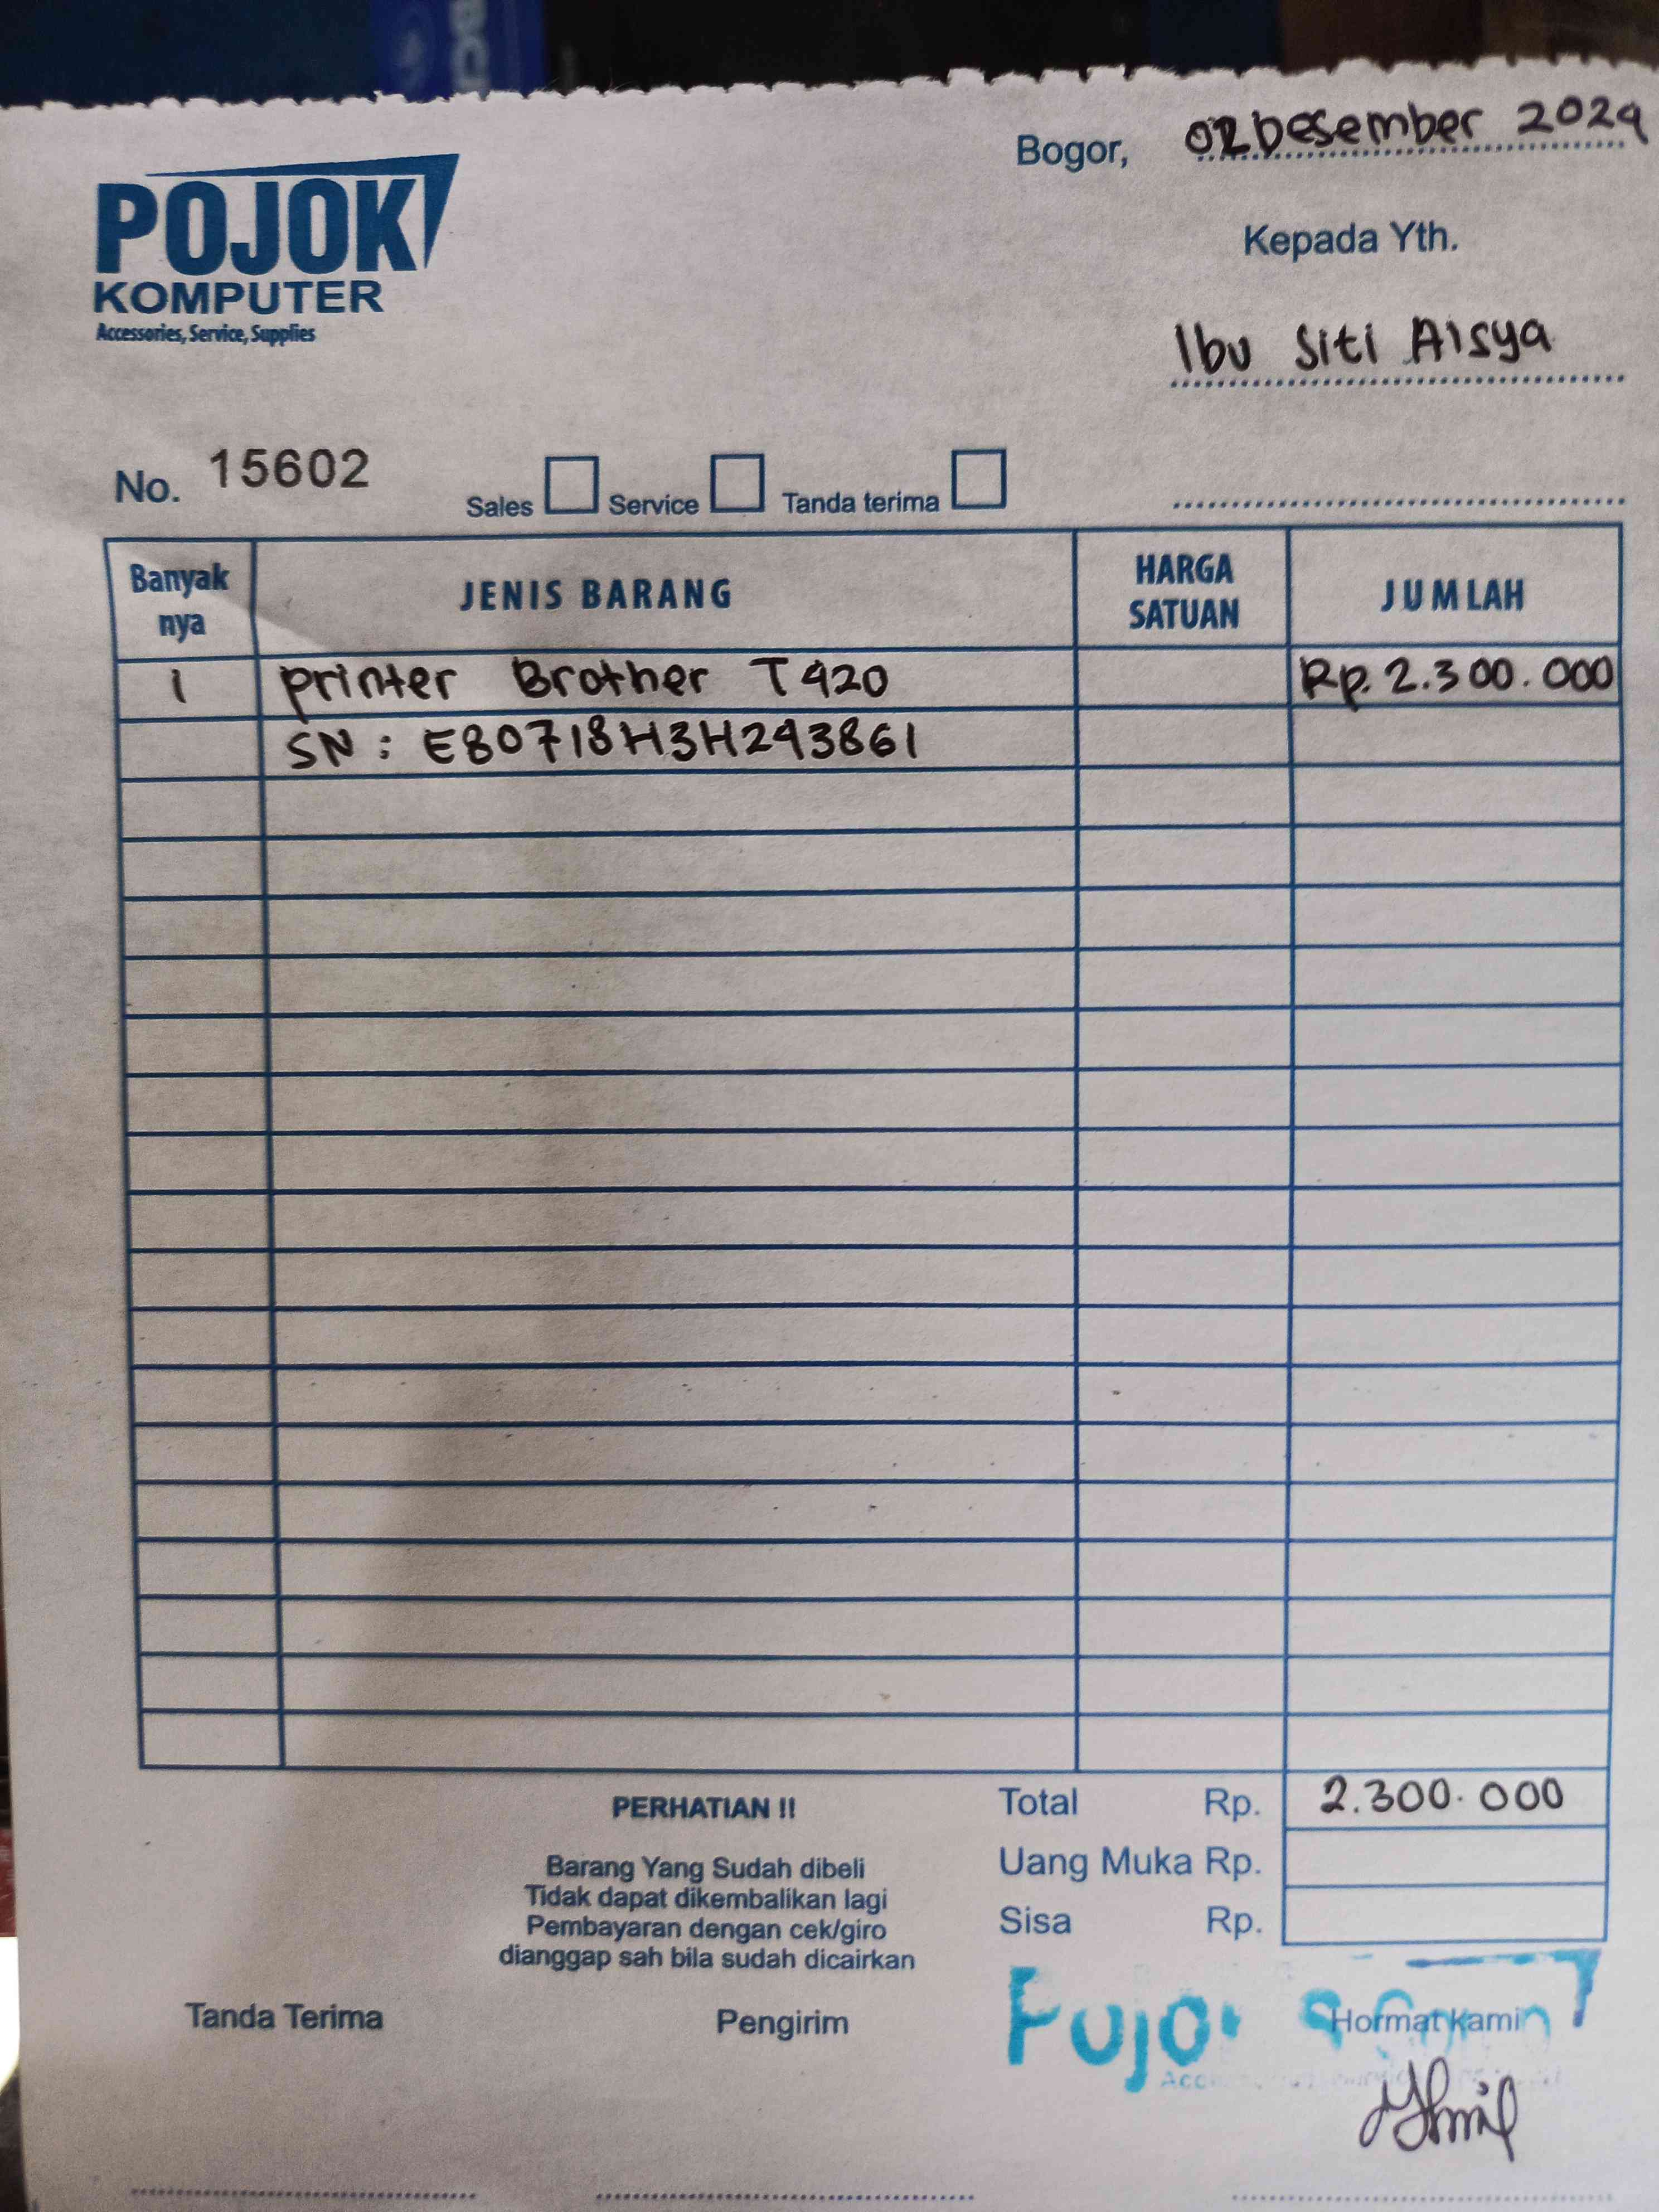 Bogor, 02 Desember 2024
POJOK
KOMPUTER
Accessories, Service, Supplies
Kepada Yth.
Ibu Siti Aisya
No. 15602
Sales Service Tanda terima
Banyak nya JENIS BARANG HARGA SATUAN JUMLAH
1 printer Brother T420 Rp. 2.300.000
SN : E80718H3H243861
Total Rp. 2.300.000
Uang Muka Rp.
Sisa Rp.
PERHATIAN !!
Barang Yang Sudah dibeli
Tidak dapat dikembalikan lagi
Pembayaran dengan cek/giro
dianggap sah bila sudah dicairkan
Tanda Terima Pengirim Hormat Kami